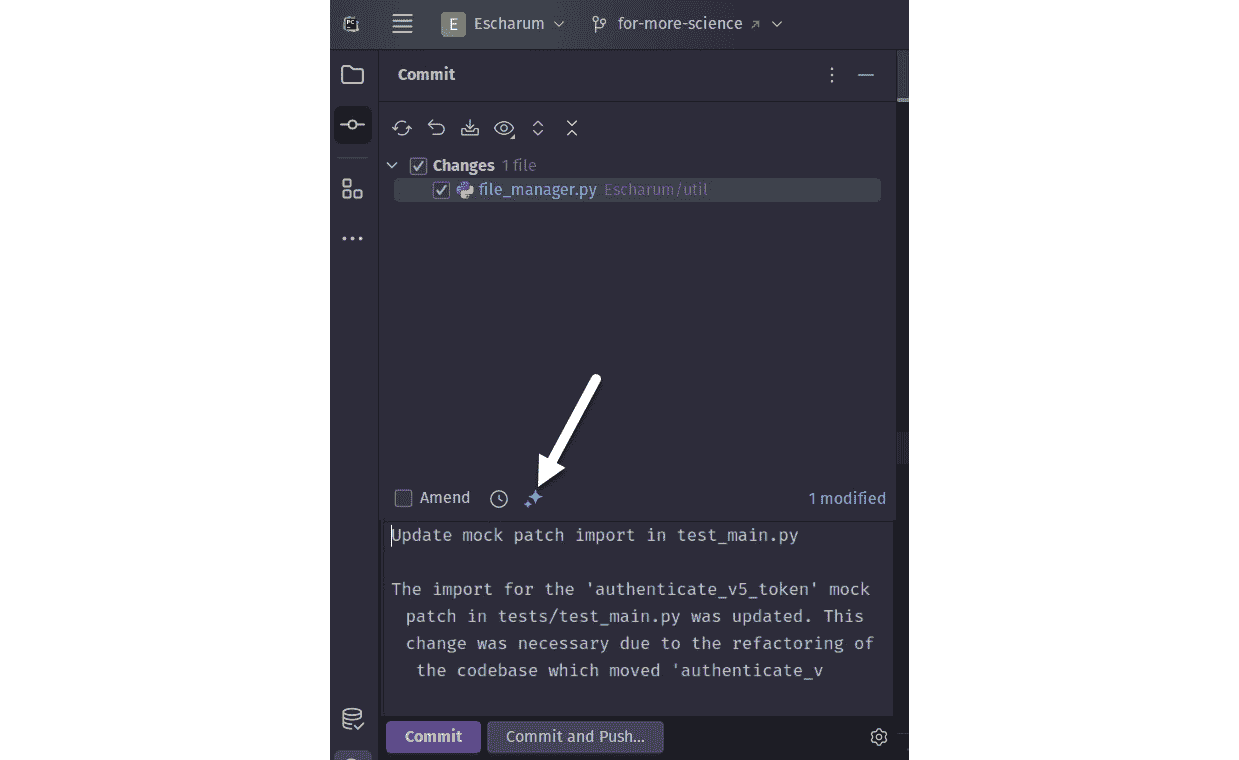 PC
E Escharum for-more-science
Commit
Changes 1 file
file_manager.py Escharum/util
Amend 1 modified
Update mock patch import in test_main.py
The import for the 'authenticate_v5_token' mock
patch in tests/test_main.py was updated. This
change was necessary due to the refactoring of
the codebase which moved 'authenticate_v
Commit Commit and Push...